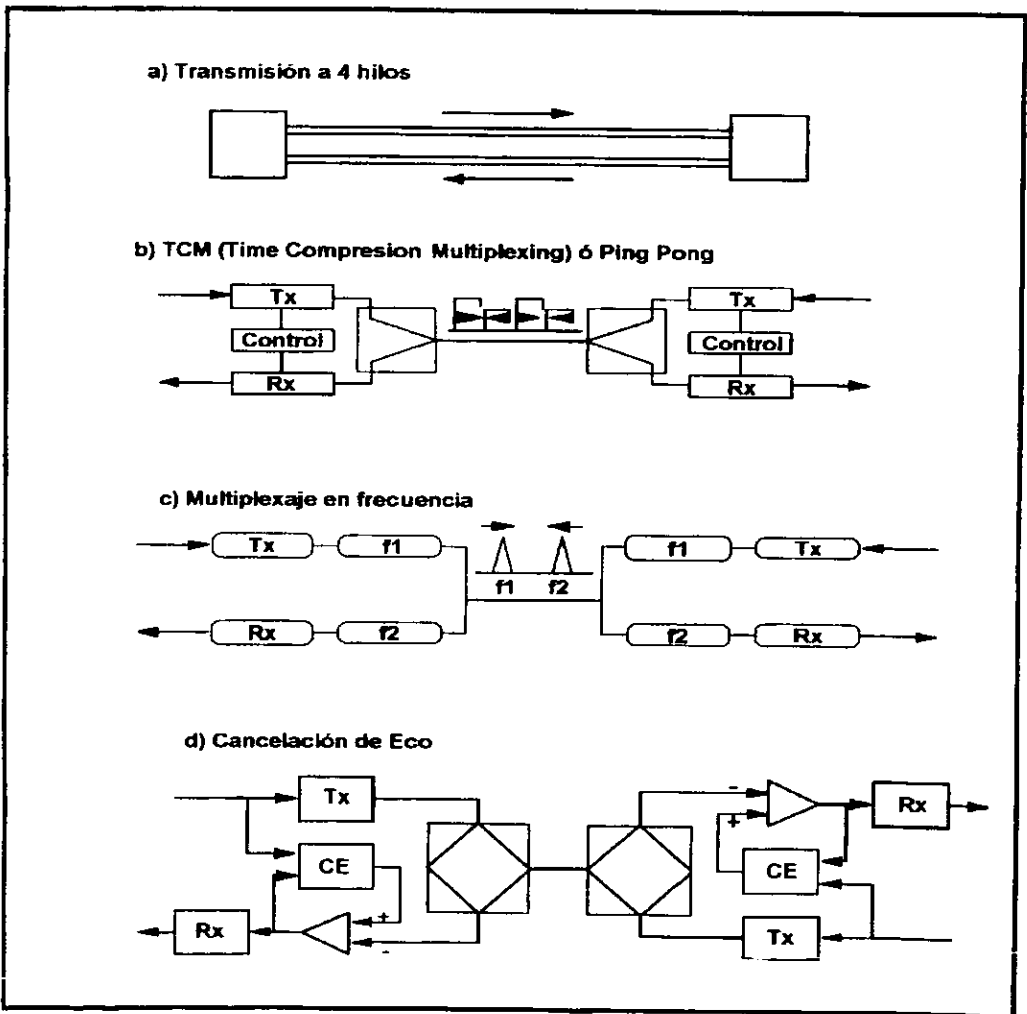 a) Transmisión a 4 hilos
b) TCM (Time Compresion Multiplexing) ó Ping Pong
Tx Tx
Control Control
Rx Rx
c) Multiplexaje en frecuencia
Tx f1 f1 Tx
f1 f2
Rx f2 f2 Rx
d) Cancelación de Eco
Tx - Rx
+
CE CE
+
Rx - Tx